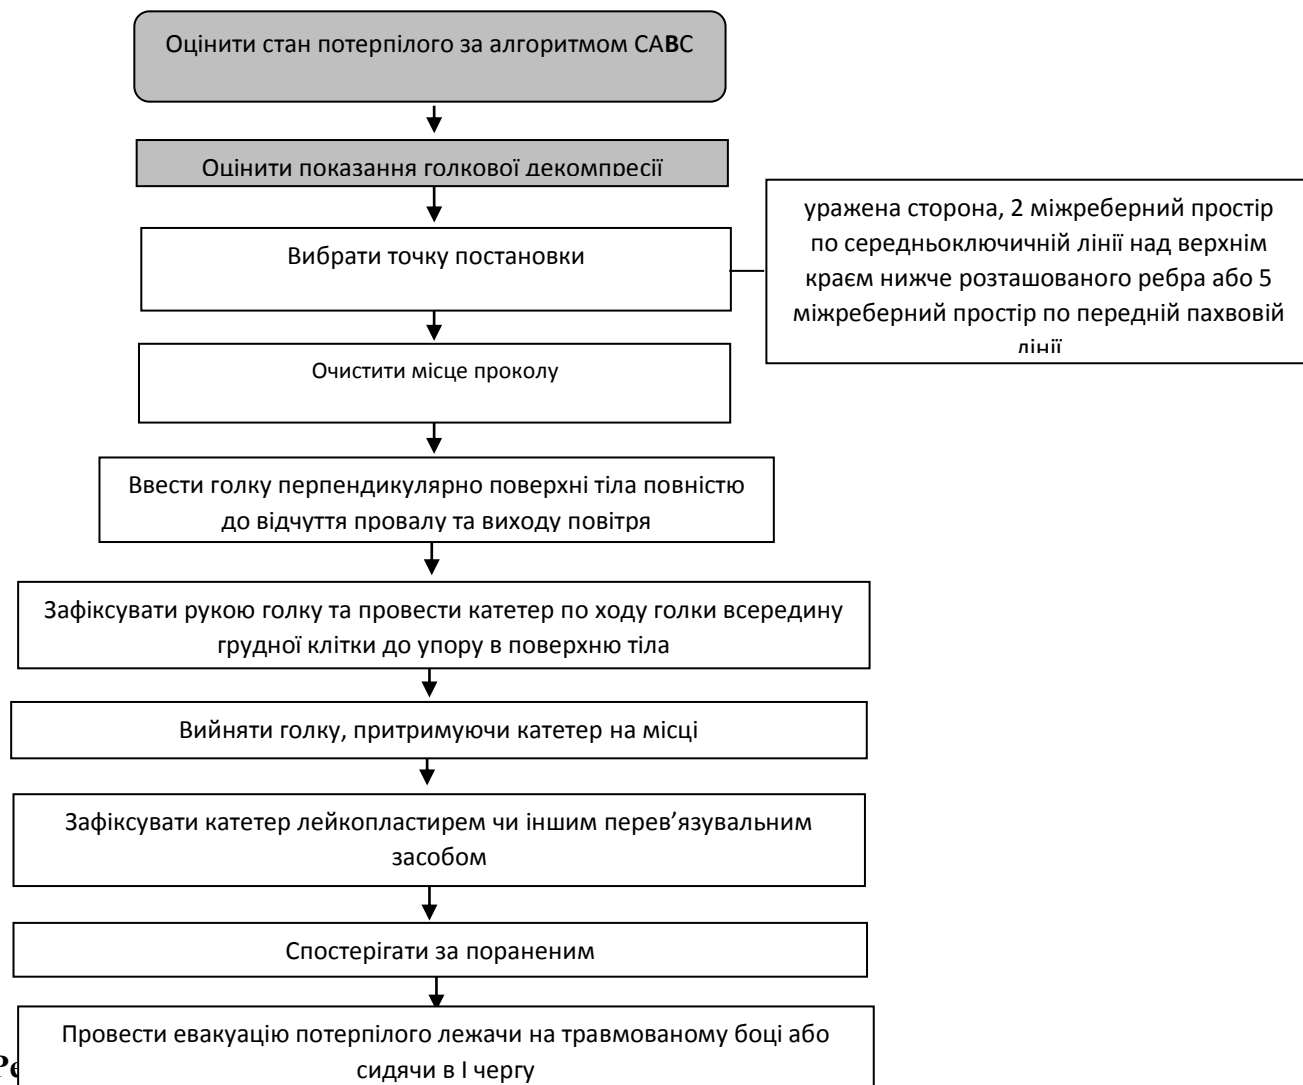 Оцінити стан потерпілого за алгоритмом САВС
Оцінити показання голкової декомпресії
уражена сторона, 2 міжреберний простір
по середньоключичній лінії над верхнім
краєм нижче розташованого ребра або 5
міжреберний простір по передній пахвовій
лінії
Вибрати точку постановки
Очистити місце проколу
Ввести голку перпендикулярно поверхні тіла повністю
до відчуття провалу та виходу повітря
Зафіксувати рукою голку та провести катетер по ходу голки всередину
грудної клітки до упору в поверхню тіла
Вийняти голку, притримуючи катетер на місці
Зафіксувати катетер лейкопластирем чи іншим перев’язувальним
засобом
Спостерігати за пораненим
Провести евакуацію потерпілого лежачи на травмованому боці або
сидячи в І чергу